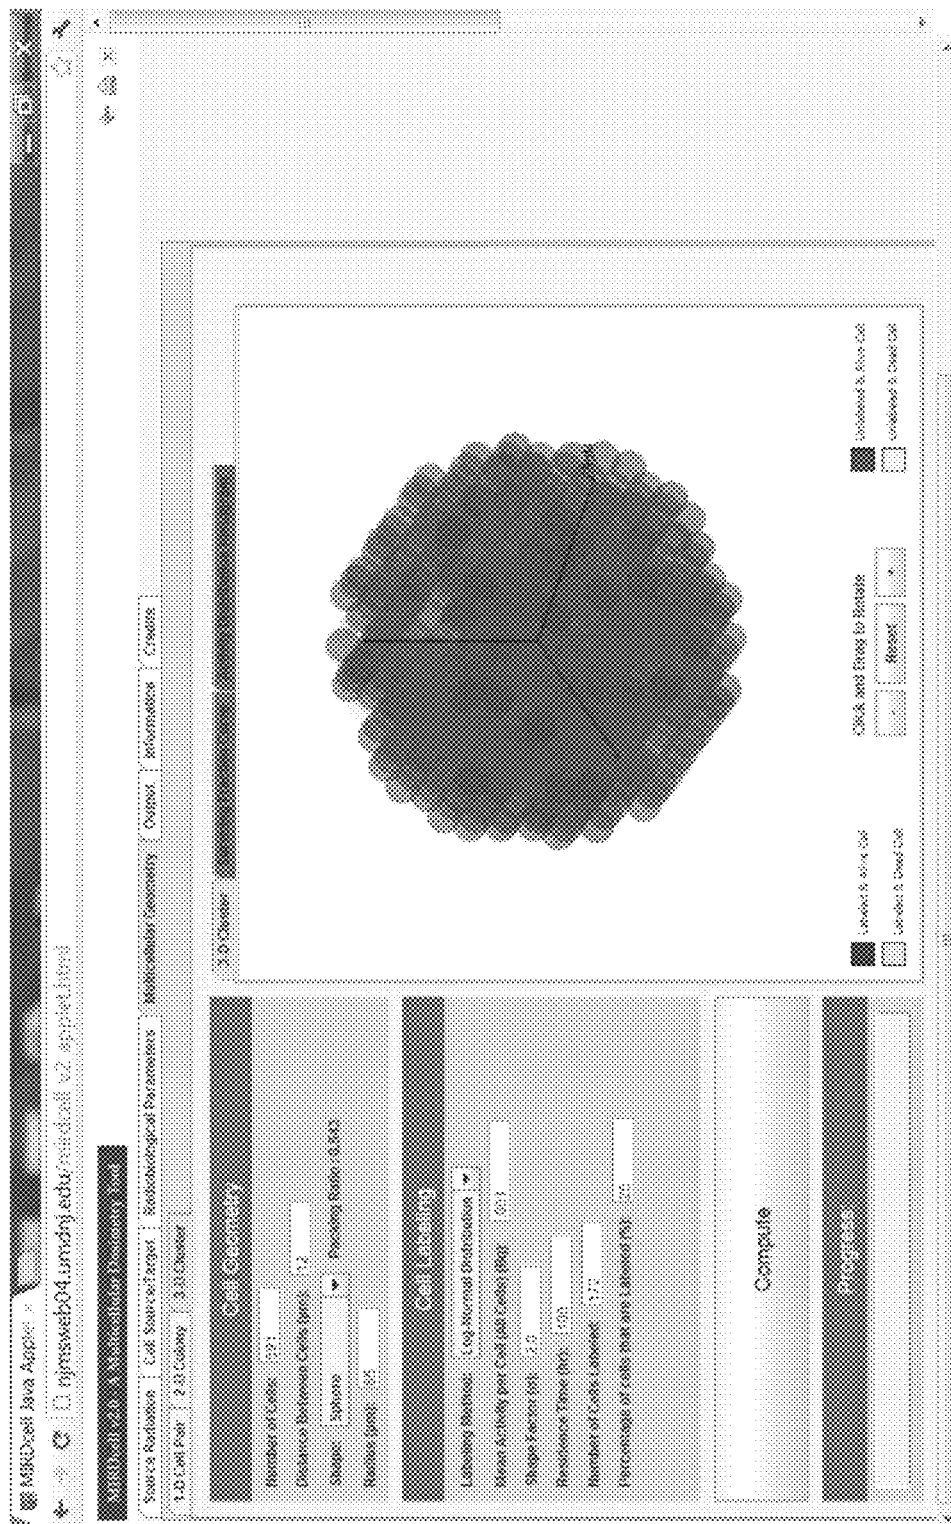 MIRDcell Java Applet ×
njmsweb04.umdnj.edu/mirdcell_v2_applet.html
Source Radiation
Cell Source/Target
Radiobiological Parameters
Multicellular Geometry
Output
Information
Credits
1-D Cell Pair
2-D Colony
3-D Cluster
Cell Geometry
Number of Cells:
Distance Between Cells (µm): 12
Shape: Sphere
Packing Ratio =
Radius (µm):
Cell Labeling
Labeling Method: Log-Normal Distribution
Mean Activity per Cell (all Cells) (Bq):
Shape Factor (σ): 2.0
Residence Time (hr):
Number of Cells Labeled:
Percentage of cells that are Labeled (%):
Compute
Progress
3-D Cluster
Labeled & Alive Cell
Labeled & Dead Cell
Click and Drag to Rotate
- Reset +
Unlabeled & Alive Cell
Unlabeled & Dead Cell